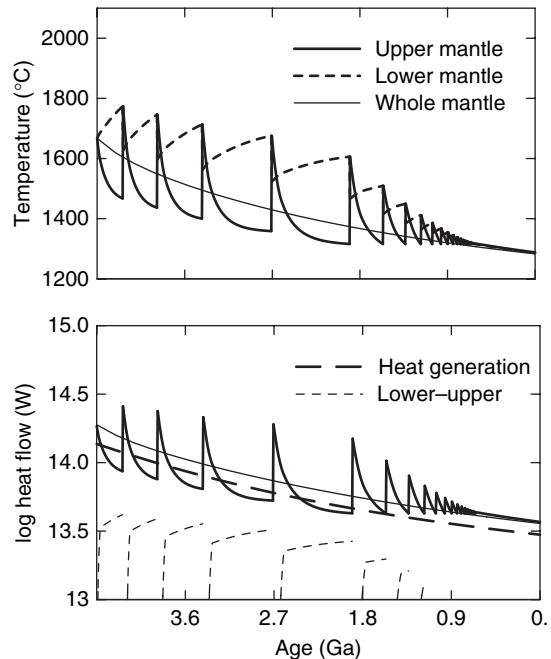 2000
1800
1600
1400
1200
Temperature (°C)
Upper mantle
Lower mantle
Whole mantle
15.0
14.5
14.0
13.5
13
log heat flow (W)
Heat generation
Lower–upper
3.6
2.7
1.8
0.9
0.
Age (Ga)